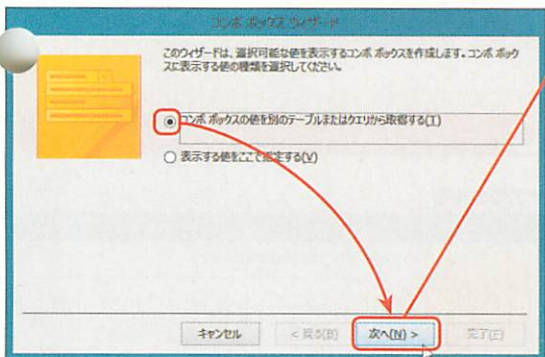 コンボ ボックス ウィザード
このウィザードは、選択可能な値を表示するコンボ ボックスを作成します。コンボ ボック
スに表示する値の種類を選択してください。
コンボ ボックスの値を別のテーブルまたはクエリから取得する(T)
表示する値をここで指定する(V)
キャンセル
< 戻る(B)
次へ(N) >
完了(F)